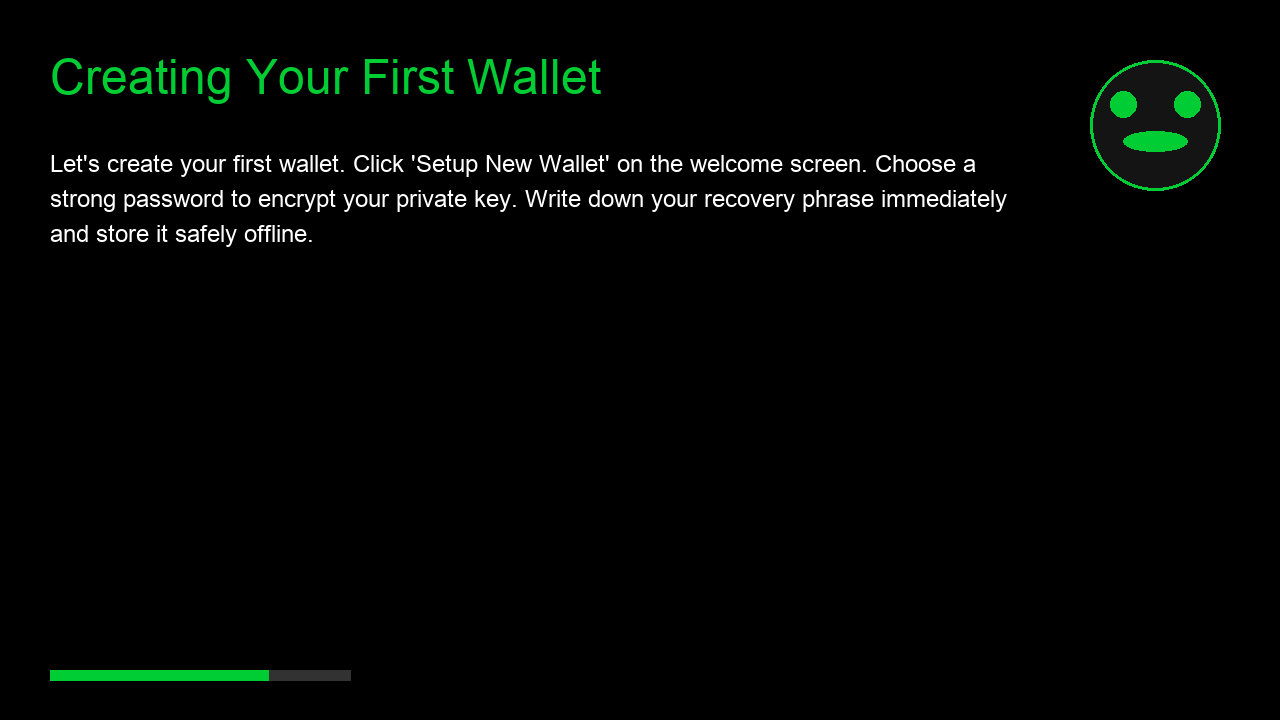 Creating Your First Wallet
Let's create your first wallet. Click 'Setup New Wallet' on the welcome screen. Choose a
strong password to encrypt your private key. Write down your recovery phrase immediately
and store it safely offline.